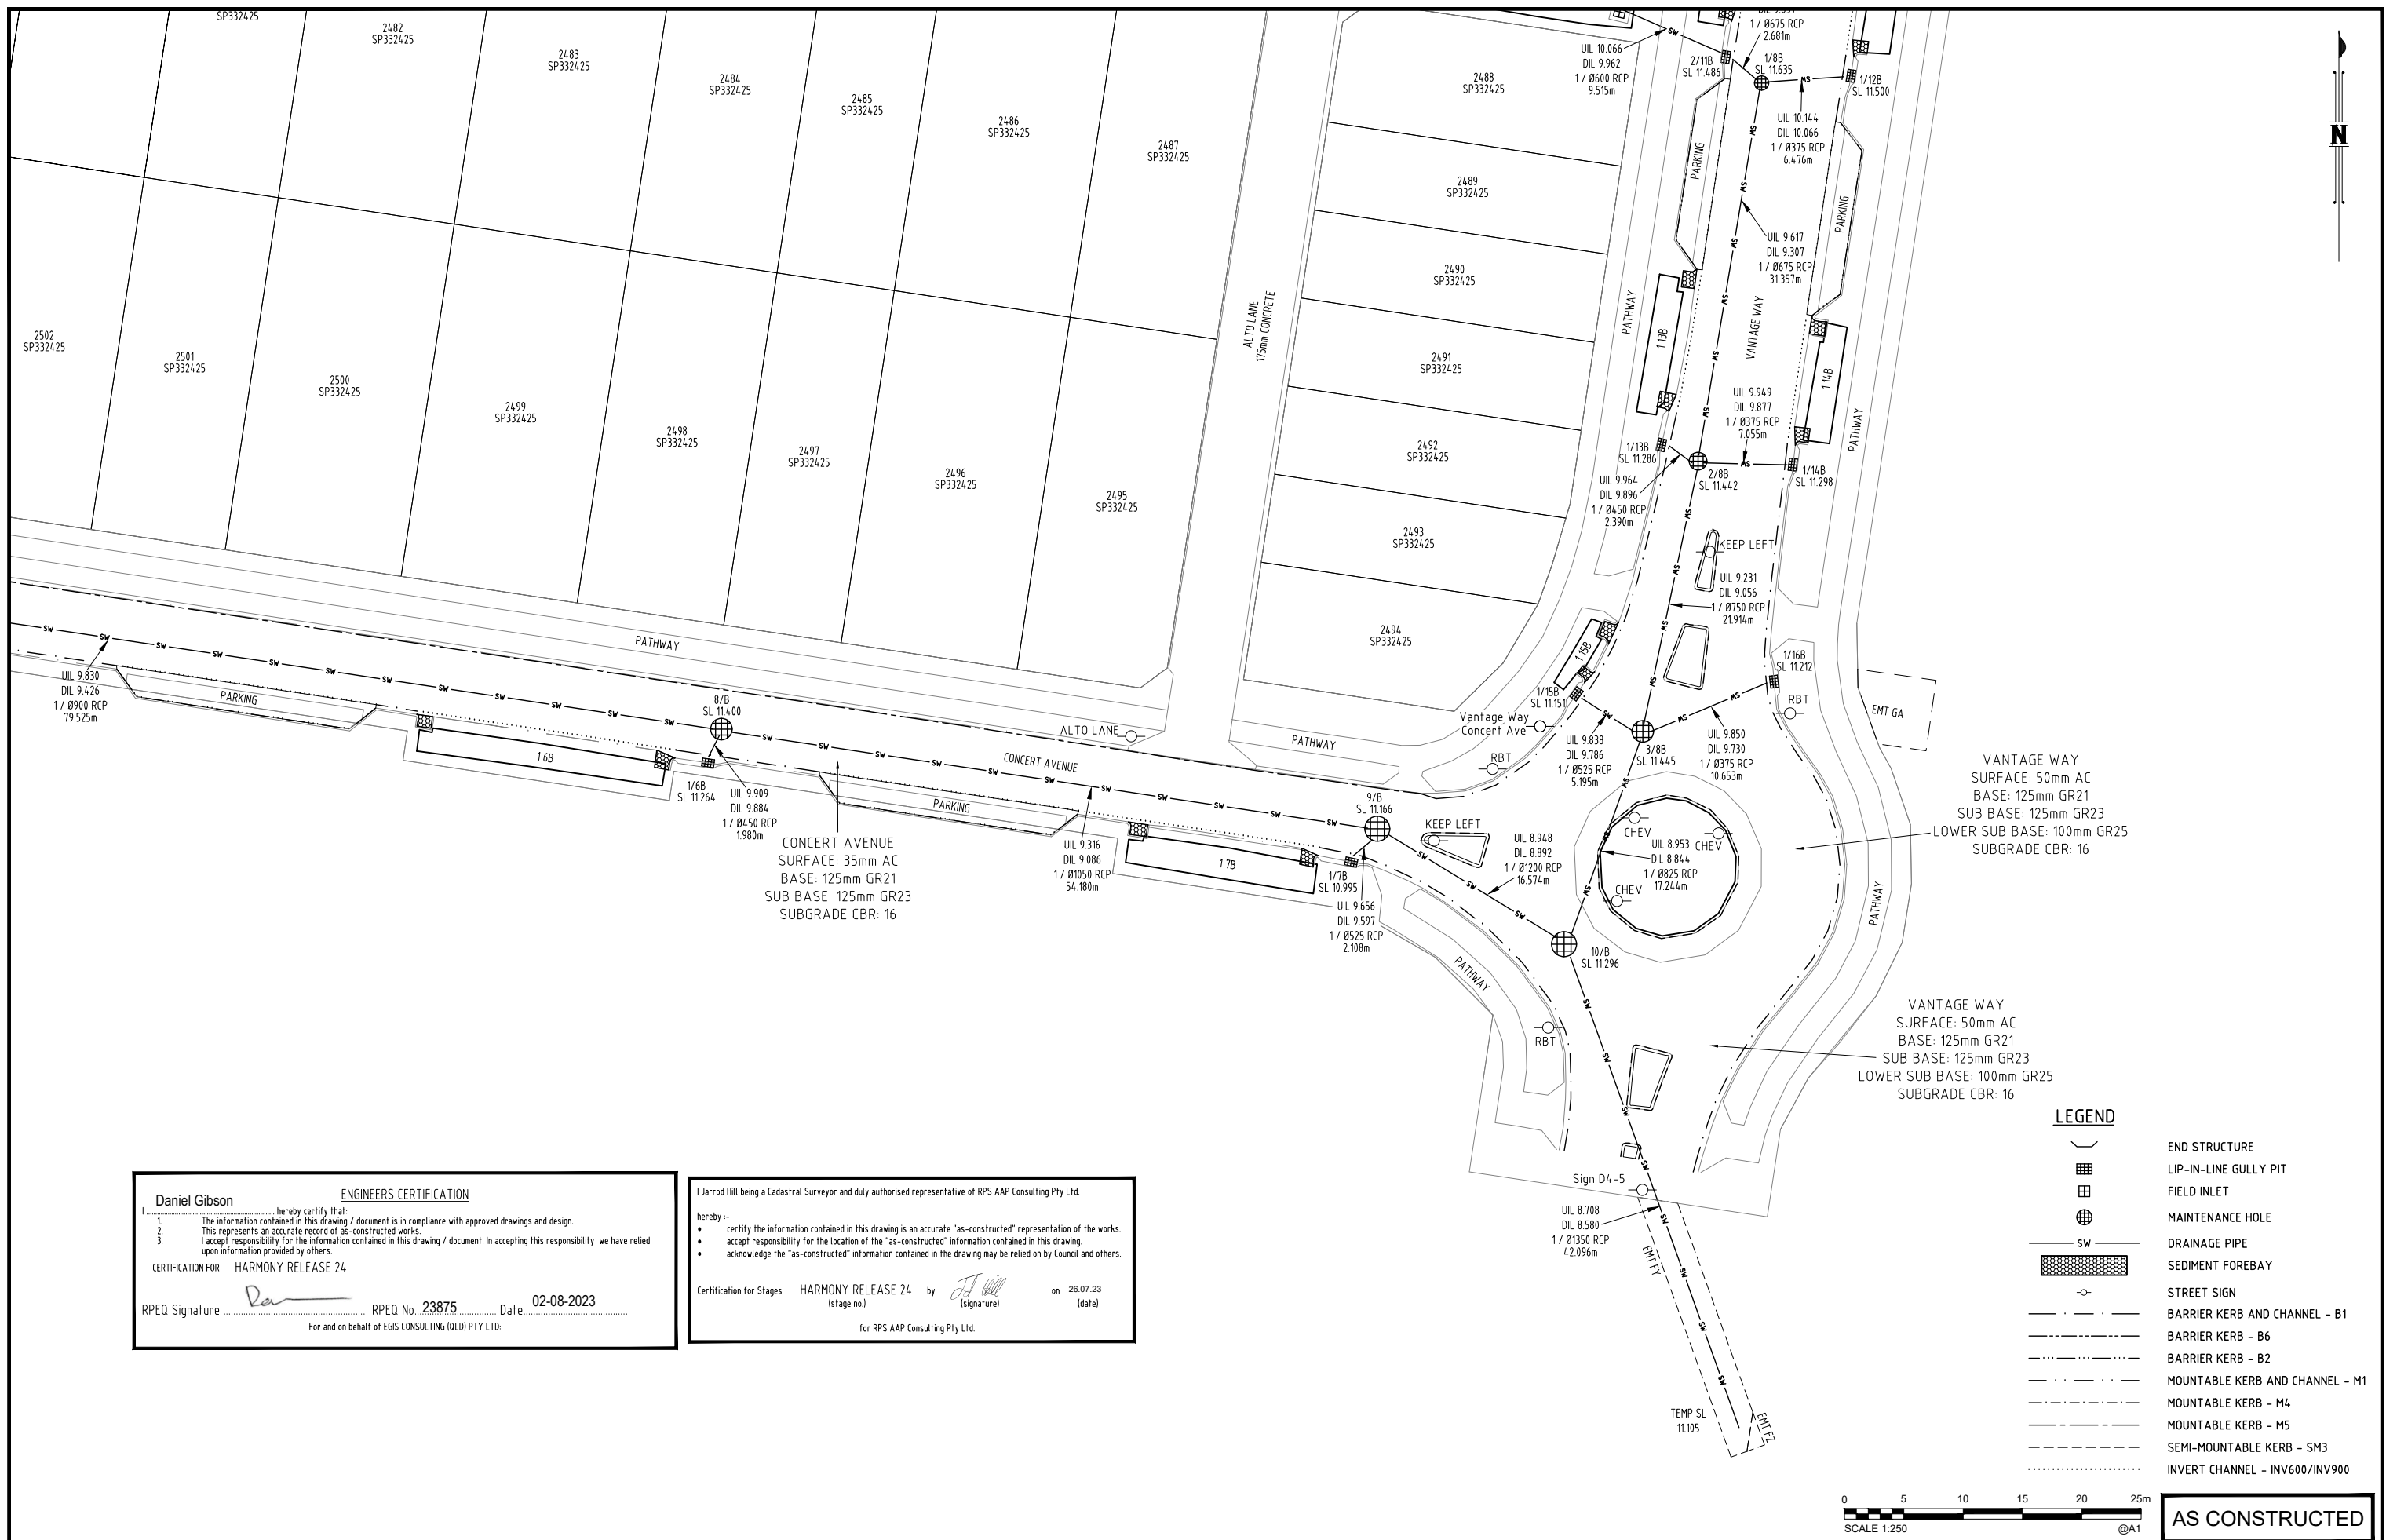 SP332425
2482
SP332425
2483
SP332425
2484
SP332425
2485
SP332425
2486
SP332425
2487
SP332425
2488
SP332425
2489
SP332425
2490
SP332425
2491
SP332425
2492
SP332425
2493
SP332425
2494
SP332425
2495
SP332425
2496
SP332425
2497
SP332425
2498
SP332425
2499
SP332425
2500
SP332425
2501
SP332425
2502
SP332425
ALTO LANE
175mm CONCRETE
1 / Ø675 RCP
2.681m
UIL 10.066
DIL 9.962
1 / Ø600 RCP
9.515m
2/11B
SL 11.486
1/8B
SL 11.635
SW
1/12B
SL 11.500
UIL 10.144
DIL 10.066
1 / Ø375 RCP
6.476m
PARKING
PARKING
UIL 9.617
DIL 9.307
1 / Ø675 RCP
31.357m
PATHWAY
VANTAGE WAY
1 13B
1 14B
UIL 9.949
DIL 9.877
1 / Ø375 RCP
7.055m
PATHWAY
1/13B
SL 11.286
2/8B
SL 11.442
1/14B
SL 11.298
UIL 9.964
DIL 9.896
1 / Ø450 RCP
2.390m
KEEP LEFT
UIL 9.231
DIL 9.056
1 / Ø750 RCP
21.914m
1 15B
1/15B
SL 11.151
1/16B
SL 11.212
RBT
EMT GA
Vantage Way
Concert Ave
RBT
UIL 9.838
DIL 9.786
1 / Ø525 RCP
5.195m
3/8B
SL 11.445
UIL 9.850
DIL 9.730
1 / Ø375 RCP
10.653m
PATHWAY
UIL 9.830
DIL 9.426
1 / Ø900 RCP
79.525m
PARKING
1 6B
8/B
SL 11.400
1/6B
SL 11.264
UIL 9.909
DIL 9.884
1 / Ø450 RCP
1.980m
ALTO LANE
PATHWAY
CONCERT AVENUE
PARKING
CONCERT AVENUE
SURFACE: 35mm AC
BASE: 125mm GR21
SUB BASE: 125mm GR23
SUBGRADE CBR: 16
UIL 9.316
DIL 9.086
1 / Ø1050 RCP
54.180m
1 7B
9/B
SL 11.166
1/7B
SL 10.995
UIL 9.656
DIL 9.597
1 / Ø525 RCP
2.108m
KEEP LEFT
UIL 8.948
DIL 8.892
1 / Ø1200 RCP
16.574m
CHEV
CHEV
CHEV
UIL 8.953
DIL 8.844
1 / Ø825 RCP
17.244m
10/B
SL 11.296
PATHWAY
PATHWAY
RBT
VANTAGE WAY
SURFACE: 50mm AC
BASE: 125mm GR21
SUB BASE: 125mm GR23
LOWER SUB BASE: 100mm GR25
SUBGRADE CBR: 16
VANTAGE WAY
SURFACE: 50mm AC
BASE: 125mm GR21
SUB BASE: 125mm GR23
LOWER SUB BASE: 100mm GR25
SUBGRADE CBR: 16
Sign D4-5
UIL 8.708
DIL 8.580
1 / Ø1350 RCP
42.096m
EMT FY
EMT FZ
TEMP SL
11.105
N
ENGINEERS CERTIFICATION
I Daniel Gibson hereby certify that:
1. The information contained in this drawing / document is in compliance with approved drawings and design.
2. This represents an accurate record of as-constructed works.
3. I accept responsibility for the information contained in this drawing / document. In accepting this responsibility we have relied
upon information provided by others.
CERTIFICATION FOR HARMONY RELEASE 24
RPEQ Signature RPEQ No. 23875 Date 02-08-2023
For and on behalf of EGIS CONSULTING (QLD) PTY LTD:
I Jarrod Hill being a Cadastral Surveyor and duly authorised representative of RPS AAP Consulting Pty Ltd.
hereby :-
• certify the information contained in this drawing is an accurate "as-constructed" representation of the works.
• accept responsibility for the location of the "as-constructed" information contained in this drawing.
• acknowledge the "as-constructed" information contained in the drawing may be relied on by Council and others.
Certification for Stages HARMONY RELEASE 24 by on 26.07.23
(stage no.) (signature) (date)
for RPS AAP Consulting Pty Ltd.
LEGEND
END STRUCTURE
LIP-IN-LINE GULLY PIT
FIELD INLET
MAINTENANCE HOLE
SW DRAINAGE PIPE
SEDIMENT FOREBAY
STREET SIGN
BARRIER KERB AND CHANNEL - B1
BARRIER KERB - B6
BARRIER KERB - B2
MOUNTABLE KERB AND CHANNEL - M1
MOUNTABLE KERB - M4
MOUNTABLE KERB - M5
SEMI-MOUNTABLE KERB - SM3
INVERT CHANNEL - INV600/INV900
0 5 10 15 20 25m
SCALE 1:250 @A1
AS CONSTRUCTED